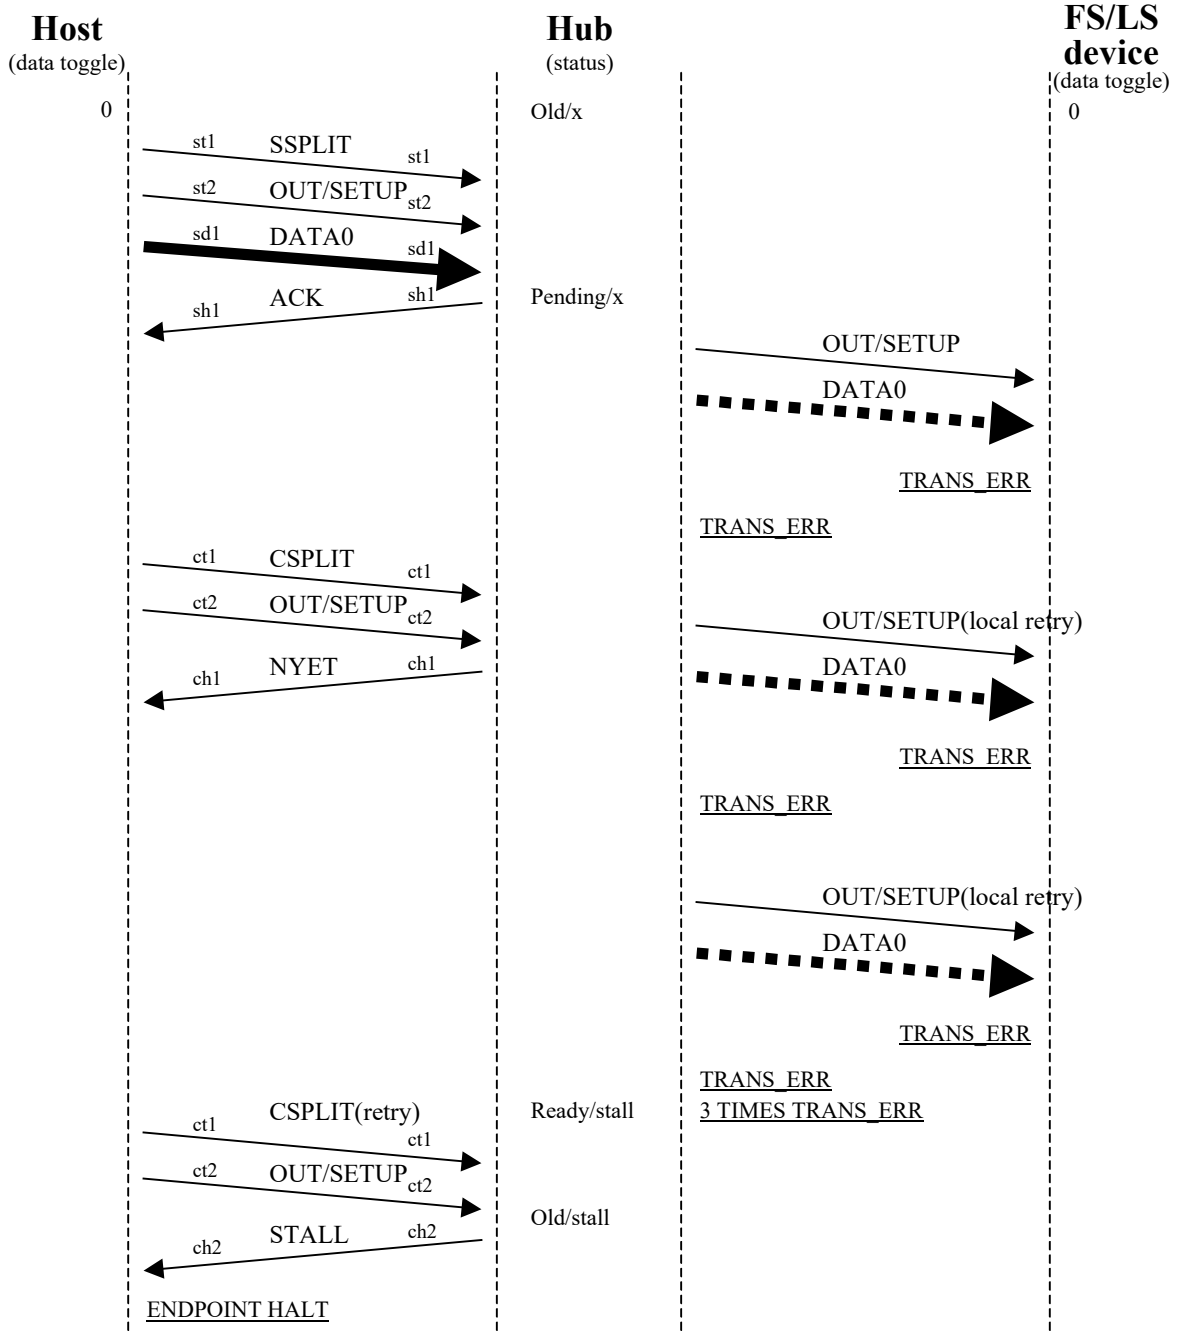 Host
(data toggle)
Hub
(status)
FS/LS
device
(data toggle)
0
Old/x
0
st1 SSPLIT st1
st2 OUT/SETUP st2
sd1 DATA0 sd1
sh1 ACK sh1
Pending/x
OUT/SETUP
DATA0
TRANS_ERR
TRANS_ERR
ct1 CSPLIT ct1
ct2 OUT/SETUP ct2
OUT/SETUP(local retry)
ch1 NYET ch1
DATA0
TRANS_ERR
TRANS_ERR
OUT/SETUP(local retry)
DATA0
TRANS_ERR
TRANS_ERR
ct1 CSPLIT(retry) ct1
Ready/stall
3 TIMES TRANS_ERR
ct2 OUT/SETUP ct2
Old/stall
ch2 STALL ch2
ENDPOINT HALT